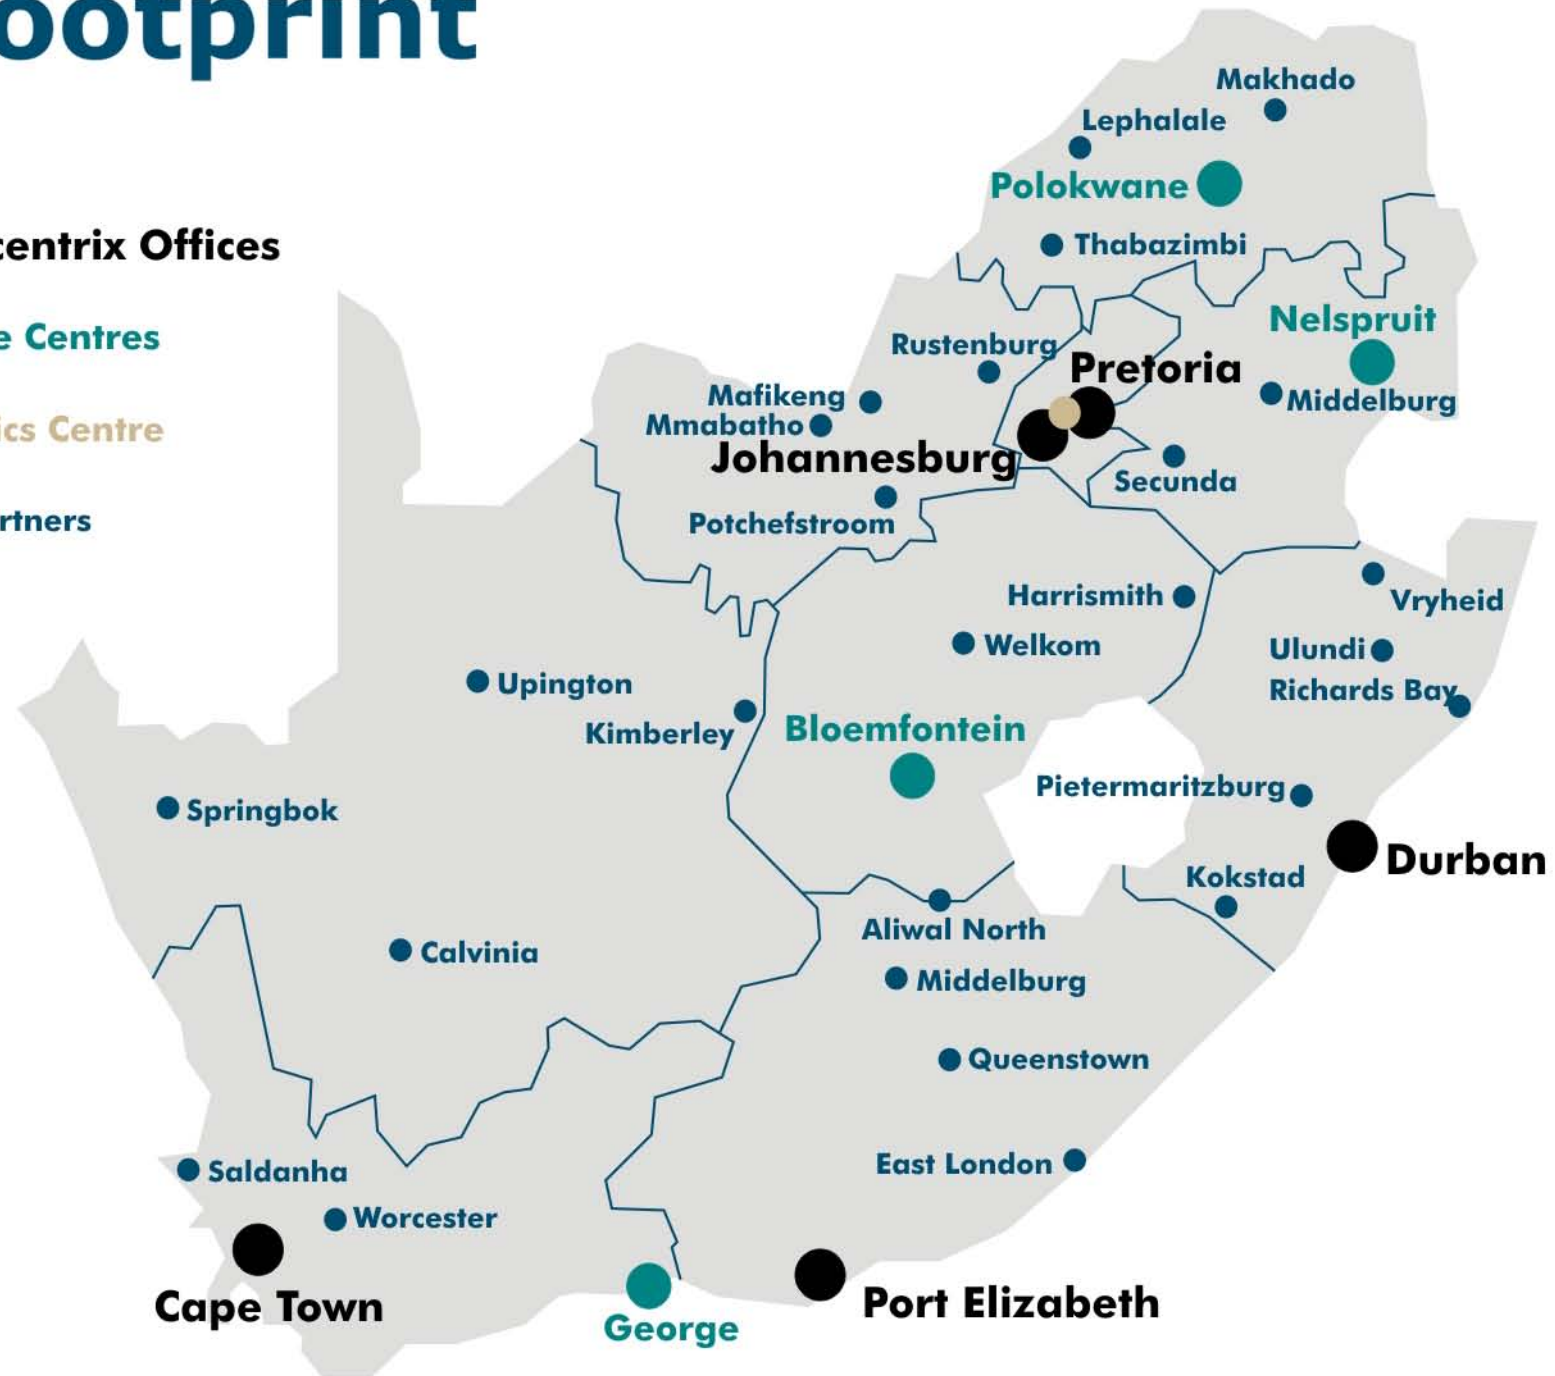 ootprint
centrix Offices
e Centres
ics Centre
rtners
Makhado
Lephalale
Polokwane
Thabazimbi
Nelspruit
Rustenburg
Pretoria
Mafikeng
Middelburg
Mmabatho
Johannesburg
Secunda
Potchefstroom
Harrismith
Vryheid
Welkom
Ulundi
Upington
Richards Bay
Kimberley
Bloemfontein
Pietermaritzburg
Springbok
Durban
Kokstad
Aliwal North
Calvinia
Middelburg
Queenstown
East London
Saldanha
Worcester
Cape Town
Port Elizabeth
George